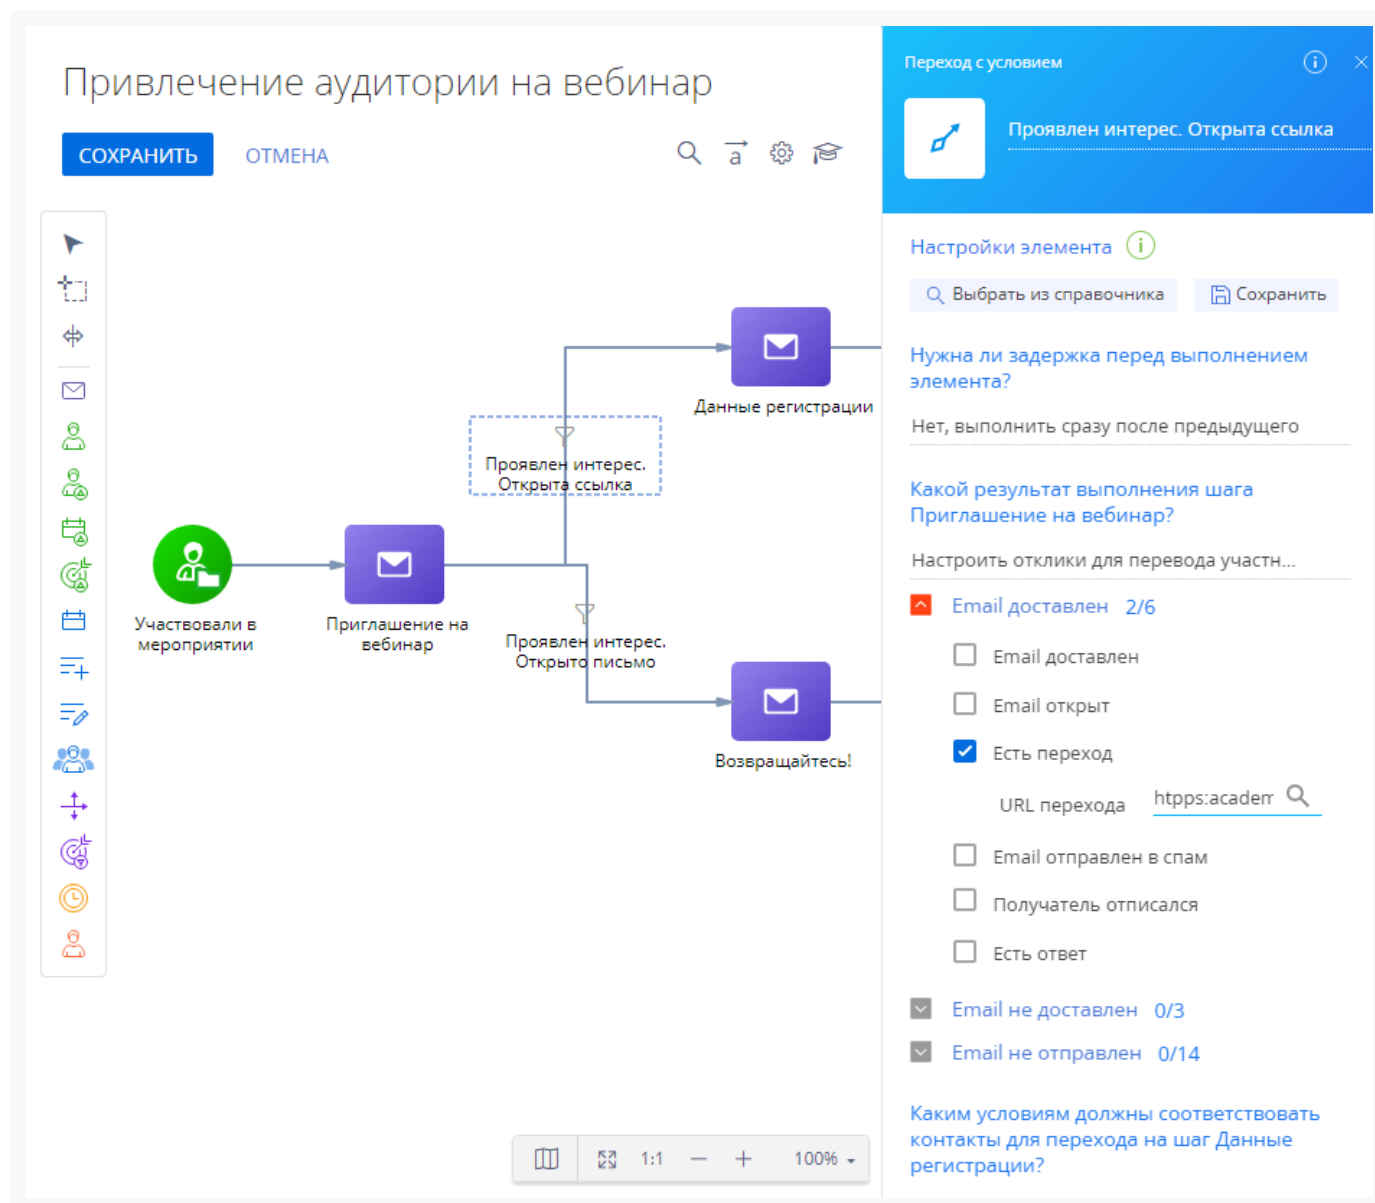 Привлечение аудитории на вебинар
СОХРАНИТЬ ОТМЕНА
a
Данные регистрации
Проявлен интерес.
Открыта ссылка
Участвовали в
мероприятии
Приглашение на
вебинар
Проявлен интерес.
Открыто письмо
Возвращайтесь!
1:1 100%
Переход с условием
Проявлен интерес. Открыта ссылка
Настройки элемента
Выбрать из справочника Сохранить
Нужна ли задержка перед выполнением
элемента?
Нет, выполнить сразу после предыдущего
Какой результат выполнения шага
Приглашение на вебинар?
Настроить отклики для перевода участн...
Email доставлен 2/6
Email доставлен
Email открыт
Есть переход
URL перехода htpps:academ
Email отправлен в спам
Получатель отписался
Есть ответ
Email не доставлен 0/3
Email не отправлен 0/14
Каким условиям должны соответствовать
контакты для перехода на шаг Данные
регистрации?